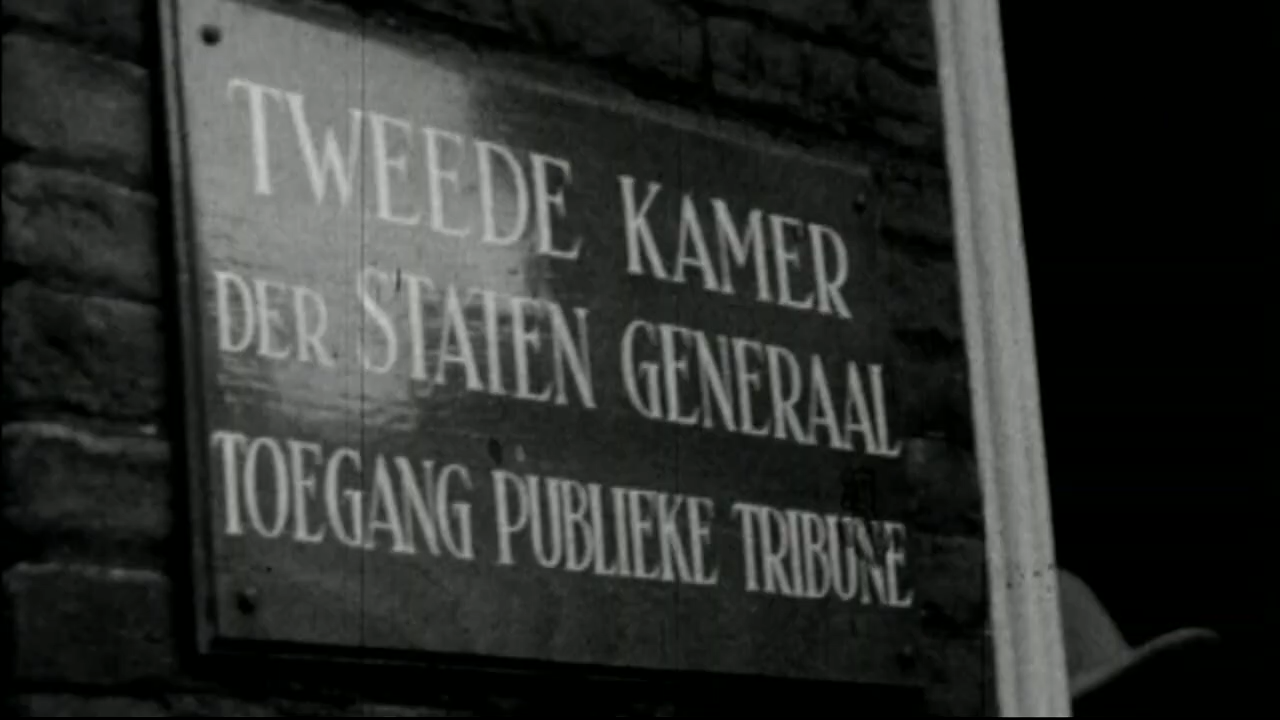 TWEEDE KAMER
DER STATEN GENERAAL
TOEGANG PUBLIEKE TRIBUNE